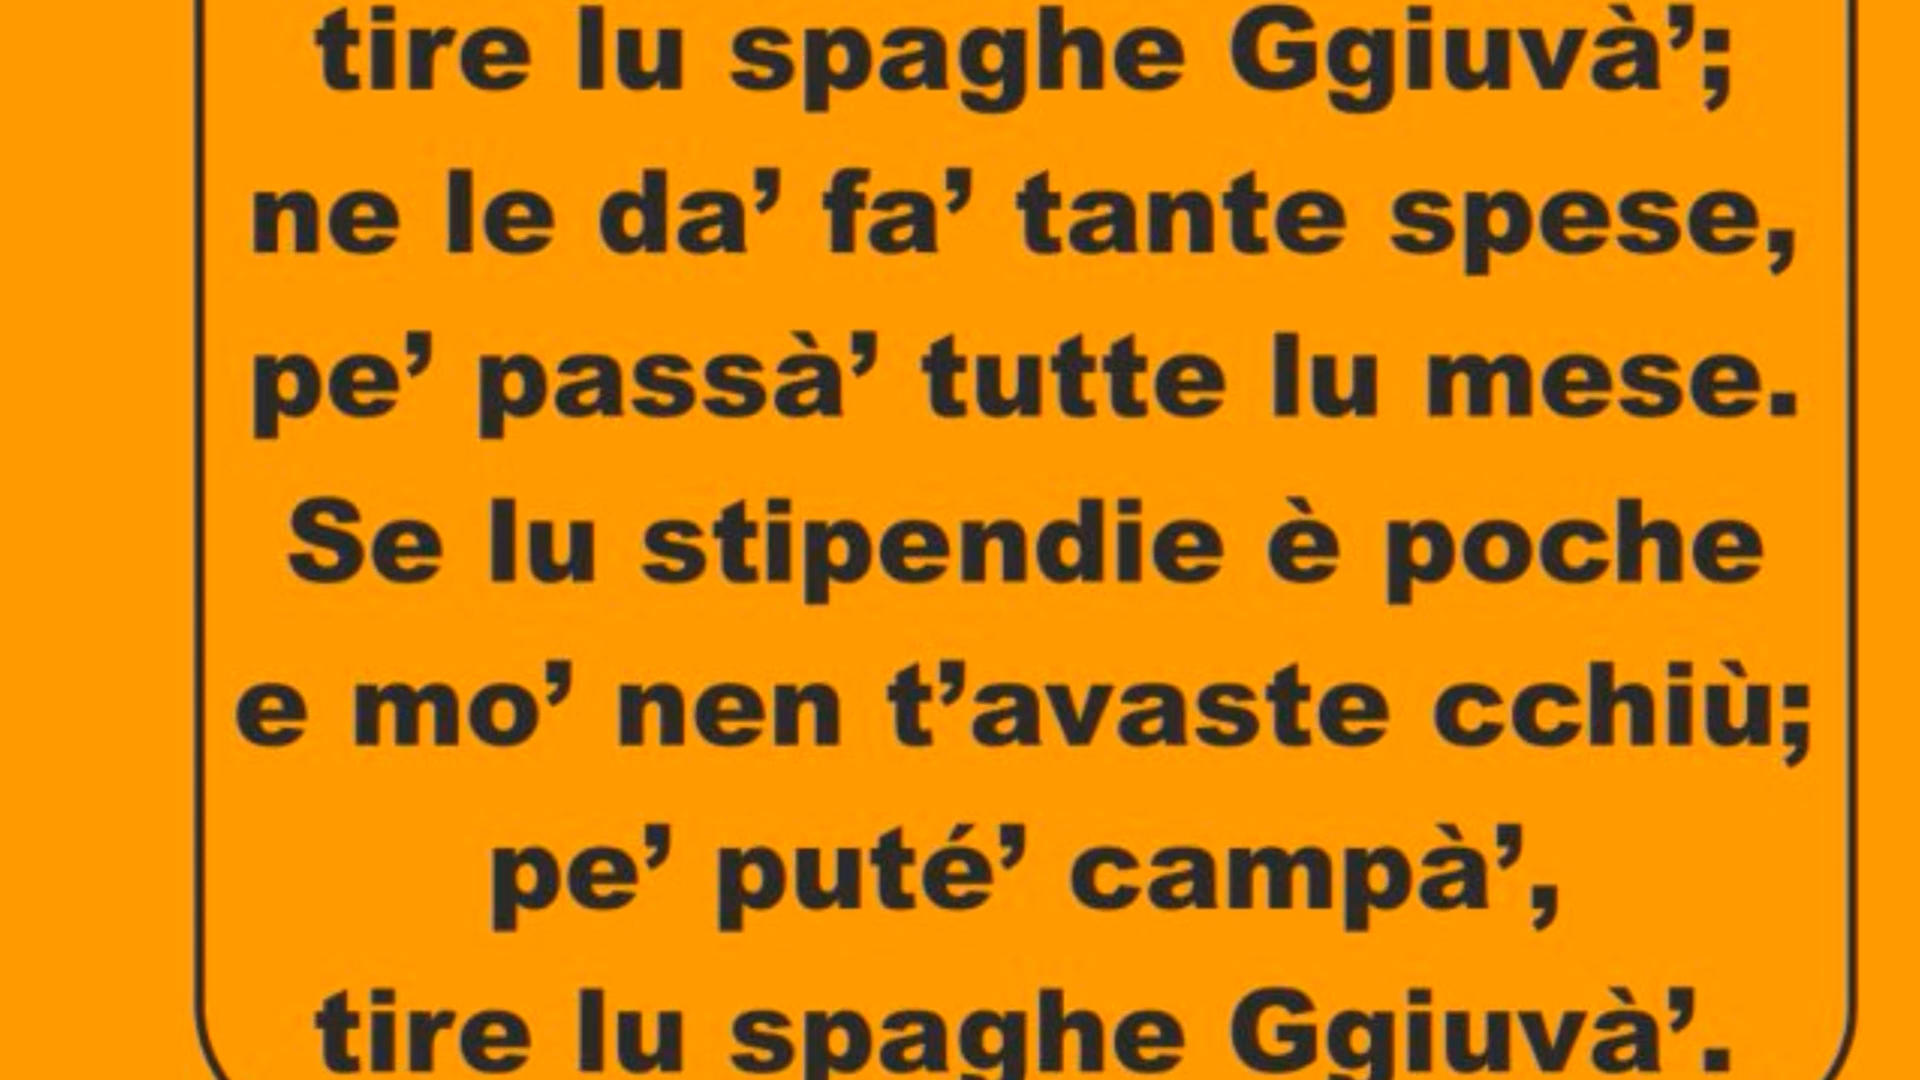 tire lu spaghe Ggiuvà’;
ne le da’ fa’ tante spese,
pe’ passà’ tutte lu mese.
Se lu stipendie è poche
e mo’ nen t’avaste cchiù;
pe’ puté’ campà’,
tire lu spaghe Ggiuvà’.